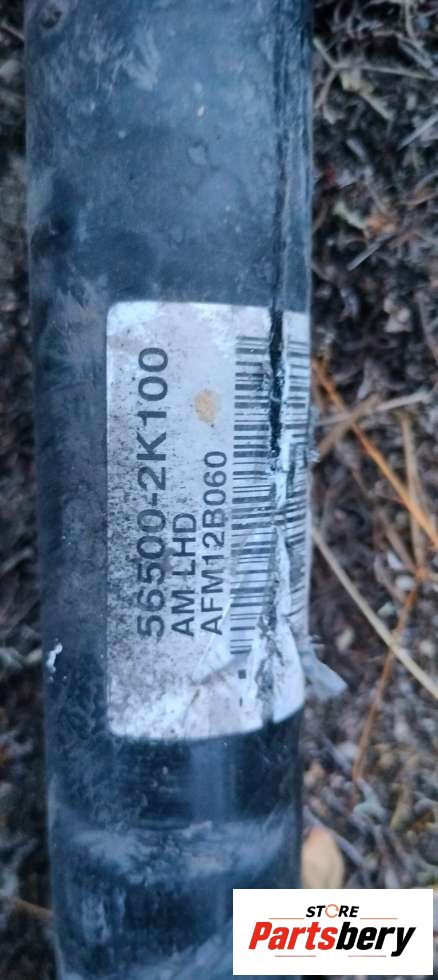 56500-2K100
AM LHD
AFM12B060
STORE
Partsbery